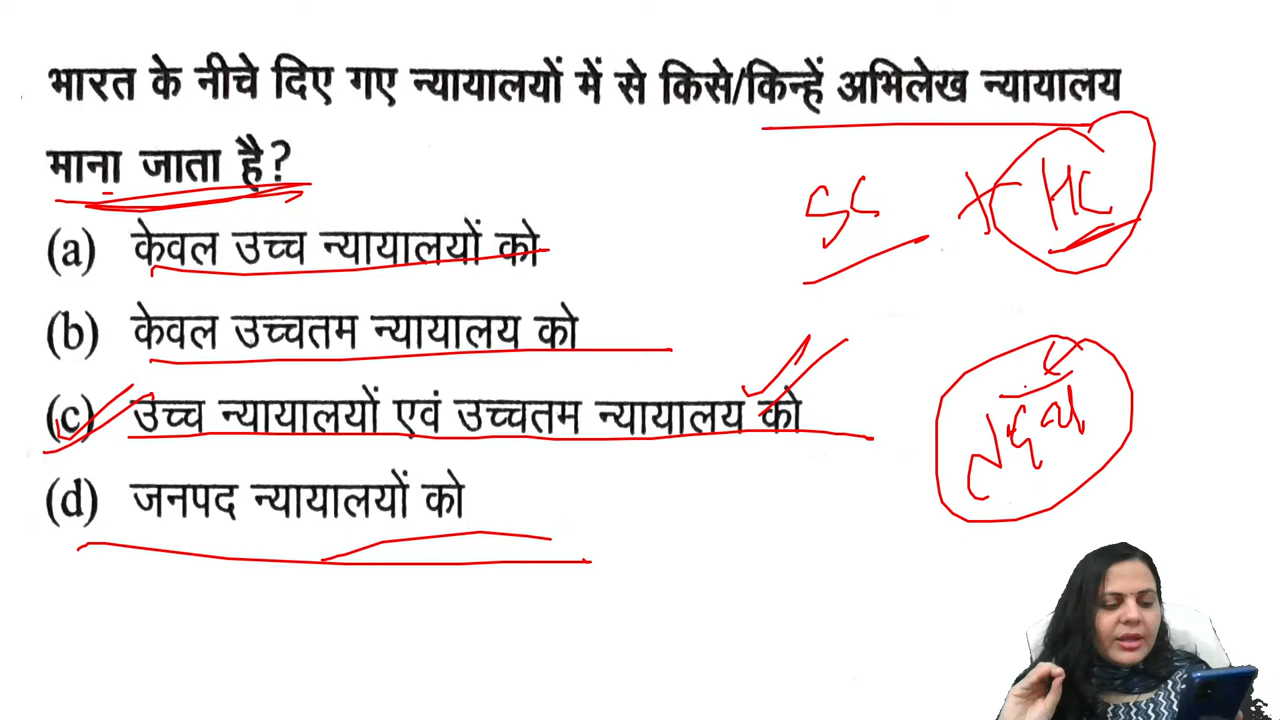 भारत के नीचे दिए गए न्यायालयों में से किसे/किन्हें अभिलेख न्यायालय
माना जाता है?
SC + HC
(a) केवल उच्च न्यायालयों को
(b) केवल उच्चतम न्यायालय को
(c) उच्च न्यायालयों एवं उच्चतम न्यायालय को
(d) जनपद न्यायालयों को